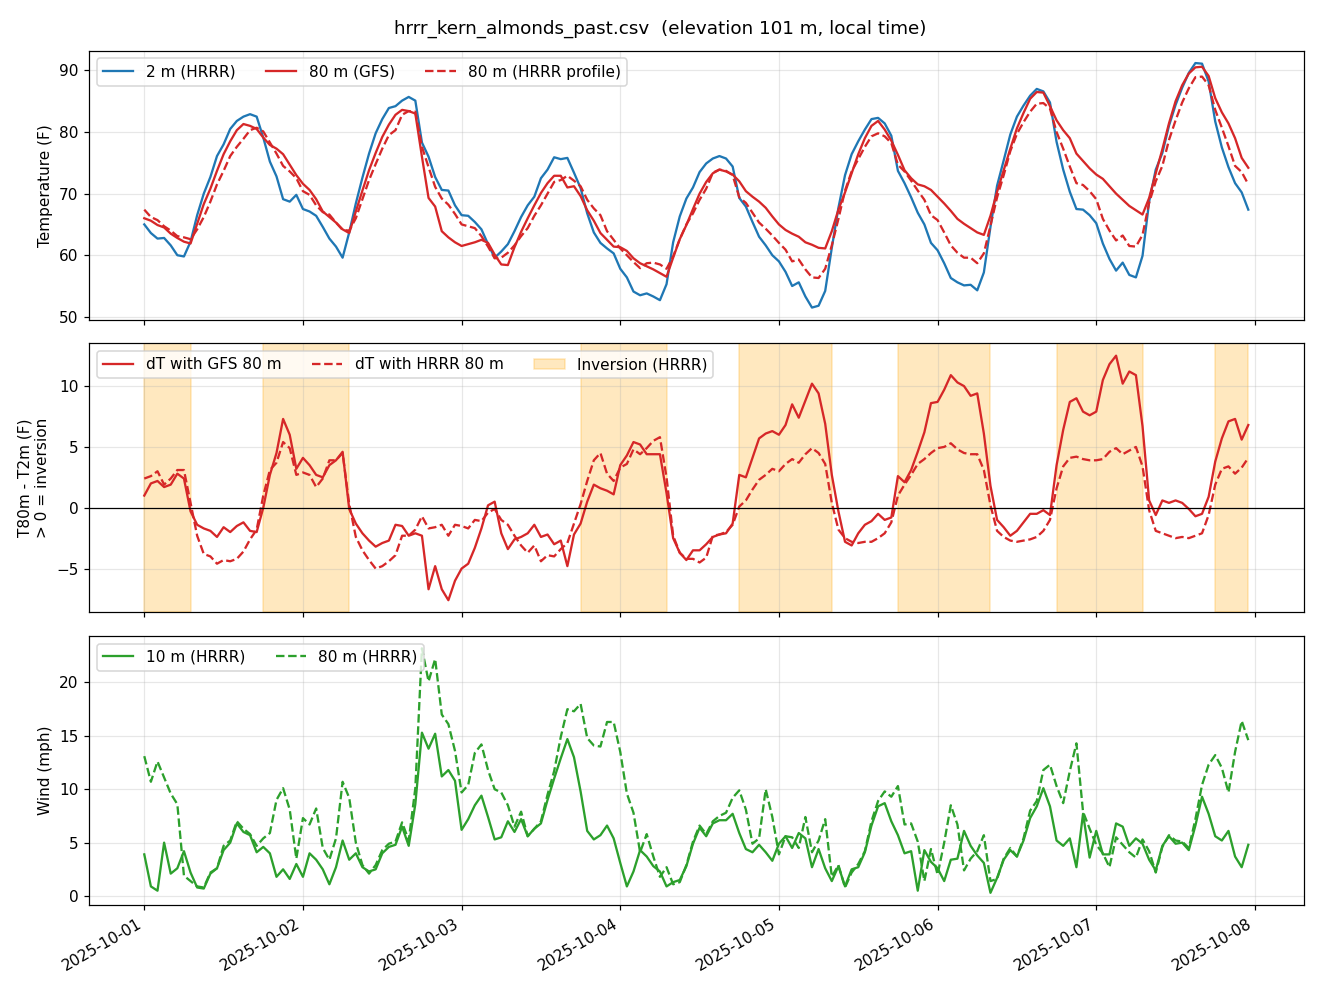 hrrr_kern_almonds_past.csv  (elevation 101 m, local time)
2 m (HRRR)
80 m (GFS)
80 m (HRRR profile)
Temperature (F)
90
80
70
60
50
dT with GFS 80 m
dT with HRRR 80 m
Inversion (HRRR)
T80m - T2m (F)
> 0 = inversion
10
5
0
−5
10 m (HRRR)
80 m (HRRR)
Wind (mph)
20
15
10
5
0
2025-10-01
2025-10-02
2025-10-03
2025-10-04
2025-10-05
2025-10-06
2025-10-07
2025-10-08